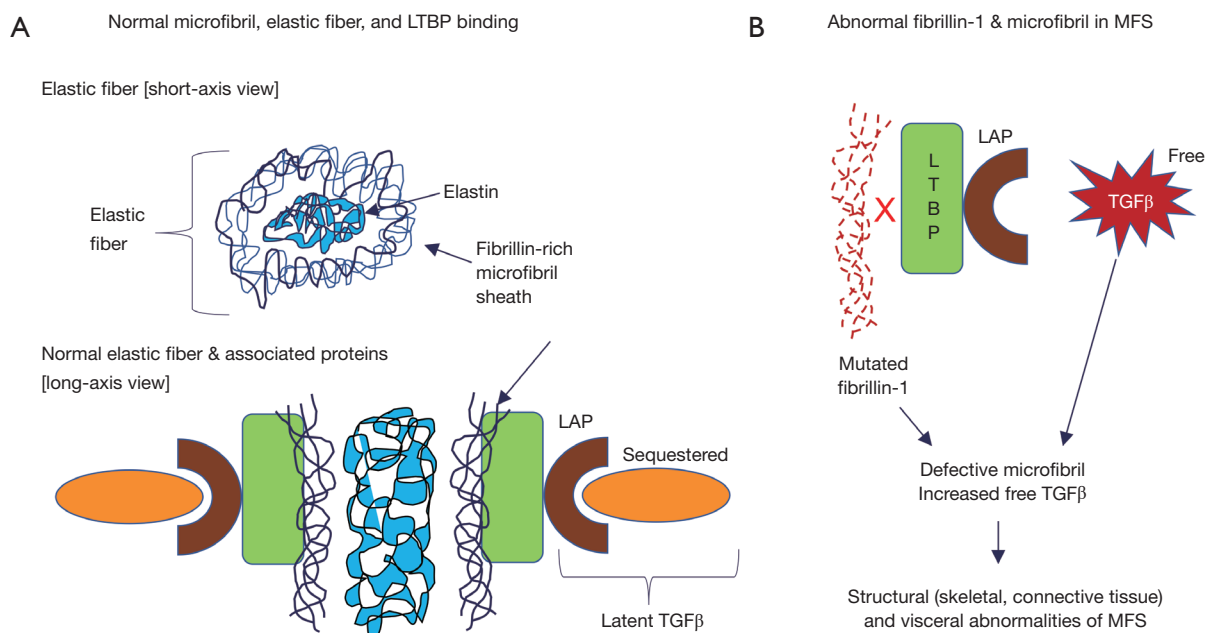 A
Normal microfibril, elastic fiber, and LTBP binding
Elastic fiber [short-axis view]
Elastic
fiber
Elastin
Fibrillin-rich
microfibril
sheath
Normal elastic fiber & associated proteins
[long-axis view]
LAP
Sequestered
Latent TGFβ
B
Abnormal fibrillin-1 & microfibril in MFS
L
T
B
P
LAP
Free
TGFβ
X
Mutated
fibrillin-1
Defective microfibril
Increased free TGFβ
Structural (skeletal, connective tissue)
and visceral abnormalities of MFS